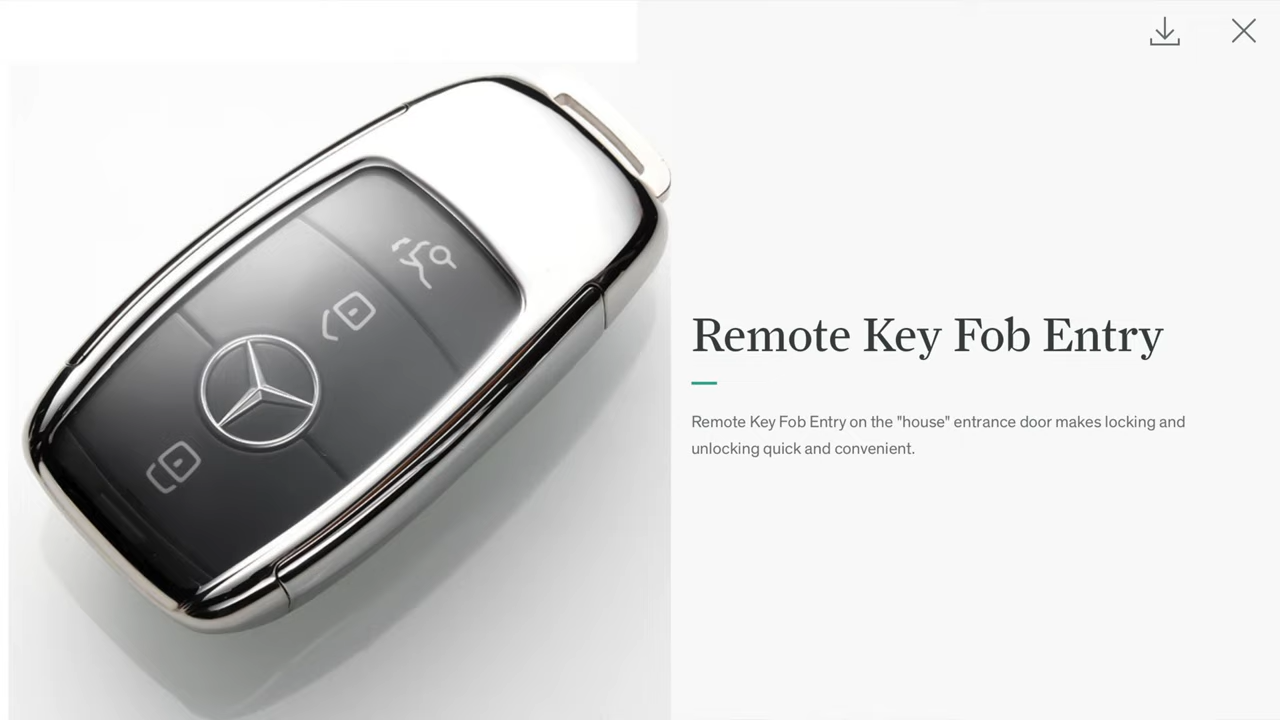 Remote Key Fob Entry
Remote Key Fob Entry on the "house" entrance door makes locking and
unlocking quick and convenient.